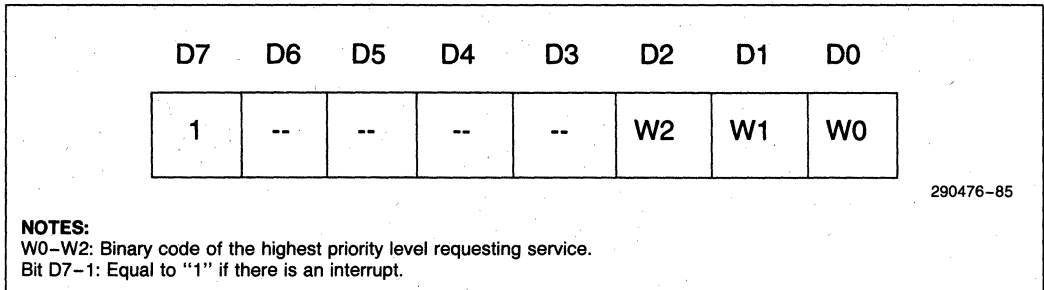 D7 D6 D5 D4 D3 D2 D1 D0
1 -- -- -- -- W2 W1 W0
290476-85
NOTES:
W0-W2: Binary code of the highest priority level requesting service.
Bit D7-1: Equal to "1" if there is an interrupt.